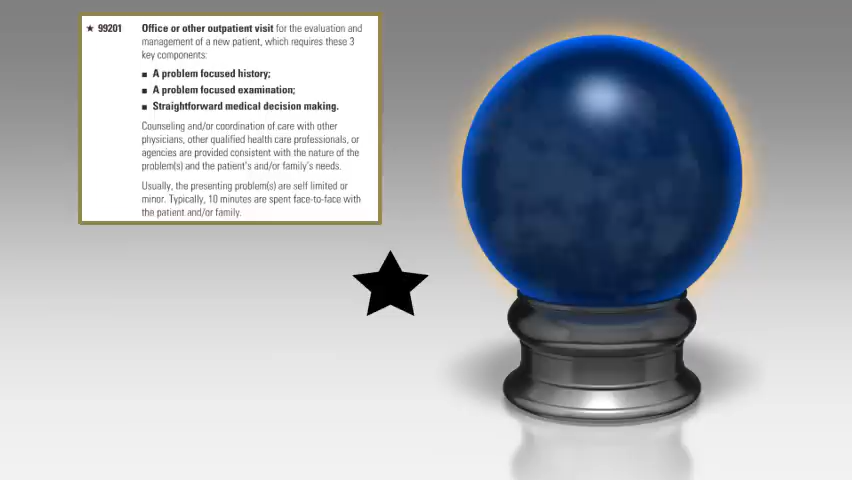 ★ 99201 Office or other outpatient visit for the evaluation and
management of a new patient, which requires these 3
key components:
■ A problem focused history;
■ A problem focused examination;
■ Straightforward medical decision making.
Counseling and/or coordination of care with other
physicians, other qualified health care professionals, or
agencies are provided consistent with the nature of the
problem(s) and the patient's and/or family's needs.
Usually, the presenting problem(s) are self limited or
minor. Typically, 10 minutes are spent face-to-face with
the patient and/or family.